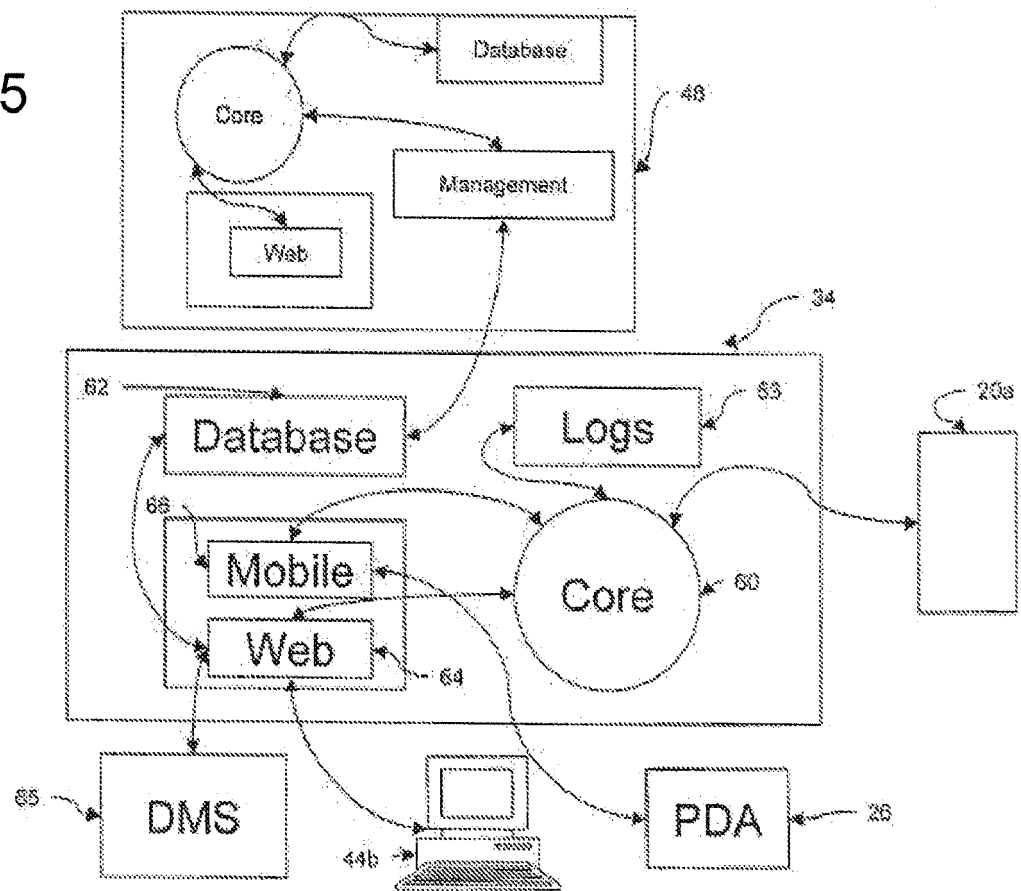 5
Database
Core
48
Management
Web
34
62
Database
Logs
63
20a
66
Mobile
Core
60
Web
64
65
DMS
44b
PDA
26